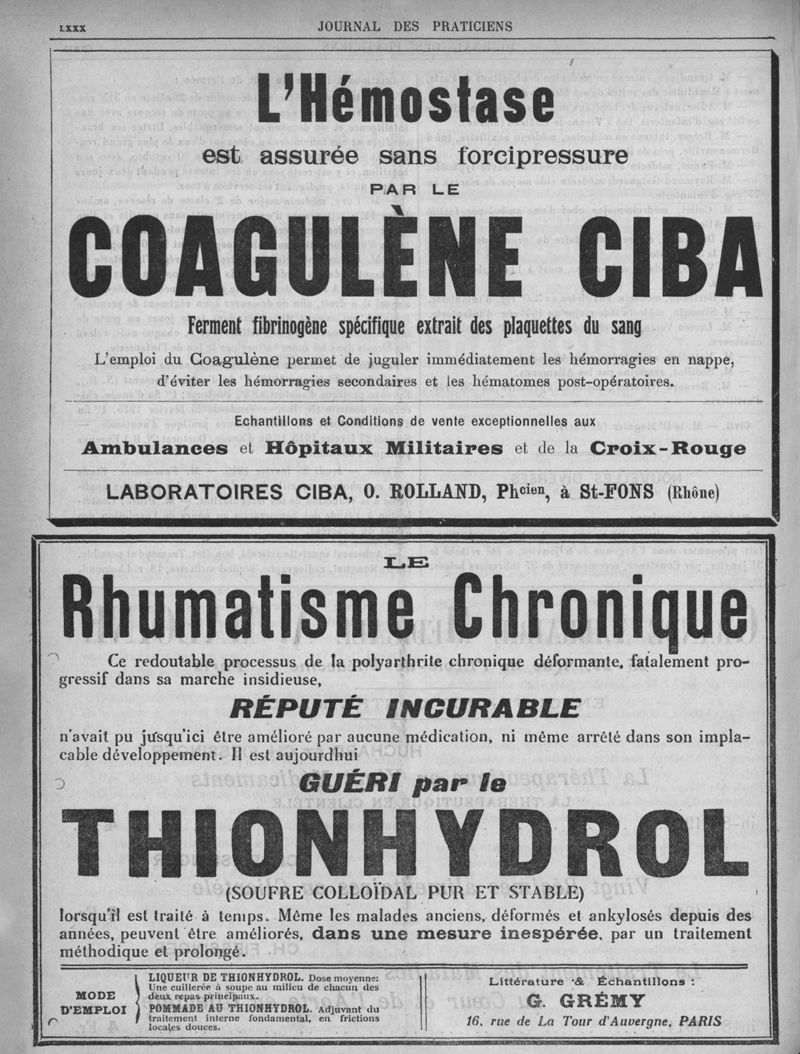 LXXX
JOURNAL DES PRATICIENS
L'Hémostase
est assurée sans forcipressure
PAR LE
COAGULÈNE CIBA
Ferment fibrinogène spécifique extrait des plaquettes du sang
L'emploi du Coagulène permet de juguler immédiatement les hémorragies en nappe,
d'éviter les hémorragies secondaires et les hématomes post-opératoires.
Echantillons et Conditions de vente exceptionnelles aux
Ambulances et Hôpitaux Militaires et de la Croix-Rouge
LABORATOIRES CIBA, O. ROLLAND, Phcien, à St-FONS (Rhône)
LE
Rhumatisme Chronique
Ce redoutable processus de la polyarthrite chronique déformante, fatalement pro-
gressif dans sa marche insidieuse,
RÉPUTÉ INCURABLE
n'avait pu jusqu'ici être amélioré par aucune médication, ni même arrêté dans son impla-
cable développement. Il est aujourdhui
GUÉRI par le
THIONHYDROL
(SOUFRE COLLOÏDAL PUR ET STABLE)
lorsqu'il est traité à temps. Même les malades anciens, déformés et ankylosés depuis des
années, peuvent être améliorés, dans une mesure inespérée, par un traitement
méthodique et prolongé.
MODE
D'EMPLOI
LIQUEUR DE THIONHYDROL. Dose moyenne:
Une cuillerée à soupe au milieu de chacun des
deux repas principaux.
POMMADE AU THIONHYDROL. Adjuvant du
traitement interne fondamental, en frictions
locales douces.
Littérature & Échantillons :
G. GRÉMY
16, rue de La Tour d'Auvergne, PARIS